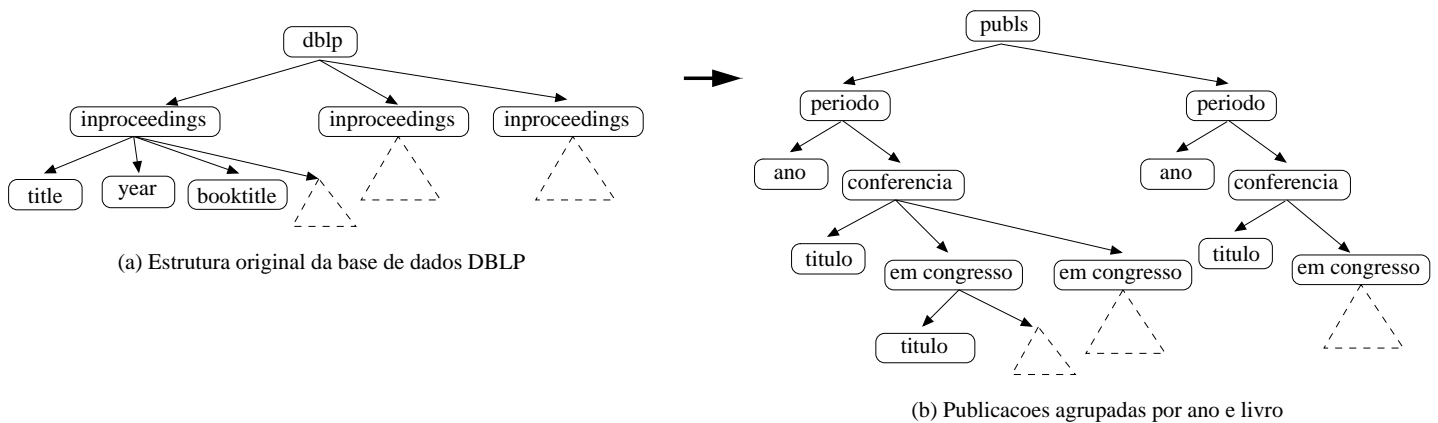 dblp
inproceedings
inproceedings
inproceedings
title
year
booktitle
(a) Estrutura original da base de dados DBLP
publs
periodo
periodo
ano
conferencia
ano
conferencia
titulo
em congresso
em congresso
titulo
em congresso
titulo
(b) Publicacoes agrupadas por ano e livro